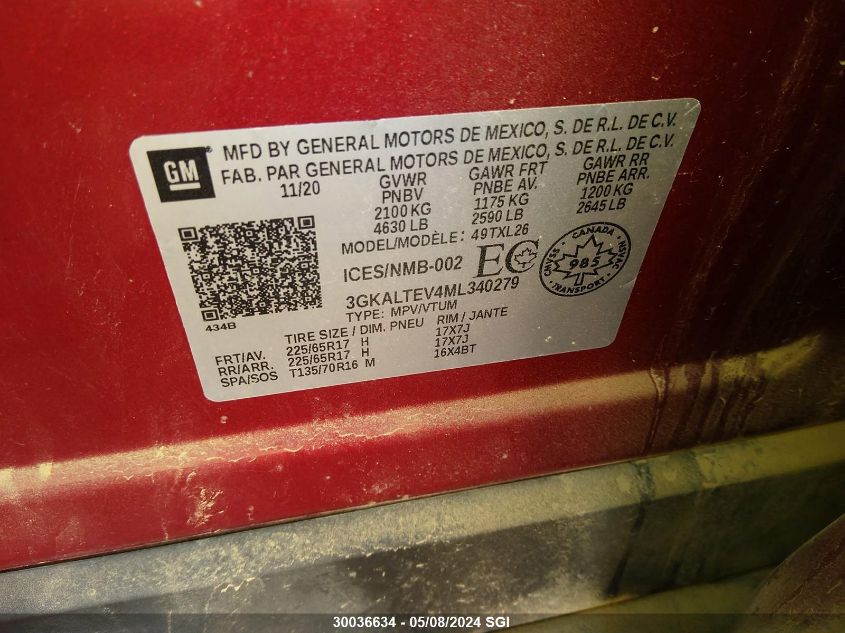 GM
MFD BY GENERAL MOTORS DE MEXICO, S. DE R.L. DE C.V.
FAB. PAR GENERAL MOTORS DE MEXICO, S. DE R.L. DE C.V.
11/20 GVWR GAWR FRT GAWR RR
PNBV PNBE AV. PNBE ARR.
2100 KG 1175 KG 1200 KG
4630 LB 2590 LB 2645 LB
MODEL/MODÈLE: 49TXL26
ICES/NMB-002 EC
CANADA
CMVSS 985 NSVAC
TRANSPORT
3GKALTEV4ML340279
TYPE: MPV/VTUM
434B
TIRE SIZE / DIM. PNEU RIM / JANTE
FRT/AV. 225/65R17 H 17X7J
RR/ARR. 225/65R17 H 17X7J
SPA/SOS T135/70R16 M 16X4BT
30036634 - 05/08/2024 SGI